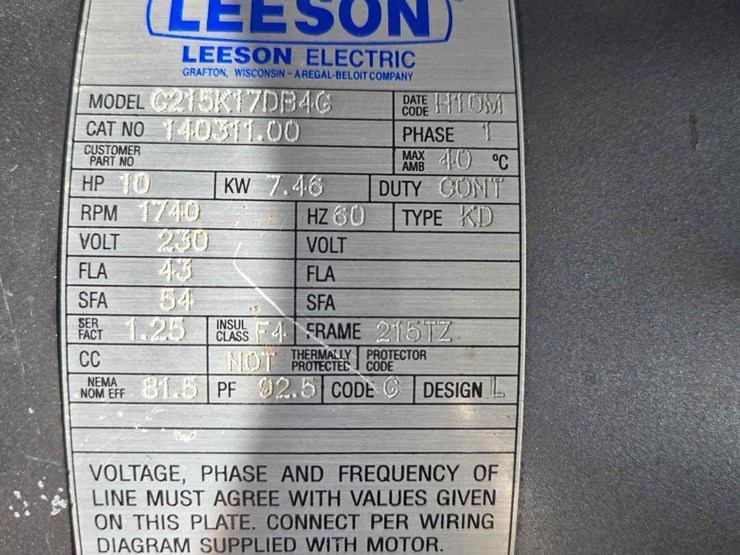 LEESON
LEESON ELECTRIC
GRAFTON, WISCONSIN - A REGAL-BELOIT COMPANY
MODEL C215K17DB4G DATE CODE H10M
CAT NO 140311.00 PHASE 1
CUSTOMER PART NO MAX AMB 40 °C
HP 10 KW 7.46 DUTY CONT
RPM 1740 HZ 60 TYPE KD
VOLT 230 VOLT
FLA 43 FLA
SFA 54 SFA
SER FACT 1.25 INSUL CLASS F4 FRAME 215TZ
CC NOT THERMALLY PROTECTED PROTECTOR CODE
NEMA NOM EFF 81.5 PF 92.5 CODE G DESIGN L
VOLTAGE, PHASE AND FREQUENCY OF
LINE MUST AGREE WITH VALUES GIVEN
ON THIS PLATE. CONNECT PER WIRING
DIAGRAM SUPPLIED WITH MOTOR.